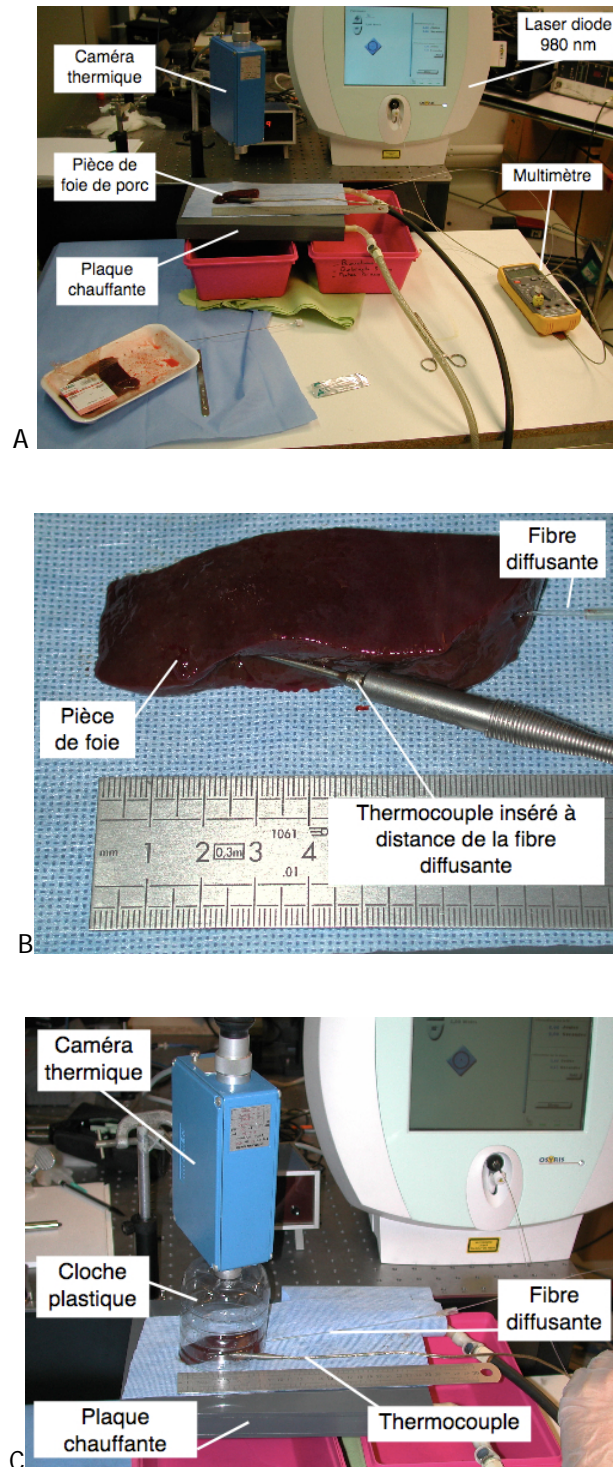 Caméra
thermique
Laser diode
980 nm
Pièce de
foie de porc
Multimètre
Plaque
chauffante
A
Fibre
diffusante
Pièce
de foie
Thermocouple inséré à
distance de la fibre
diffusante
mm 1 2 0,3m 3 4
1061
.01
B
Caméra
thermique
OSYRIS
Cloche
plastique
Fibre
diffusante
Plaque
chauffante
Thermocouple
C